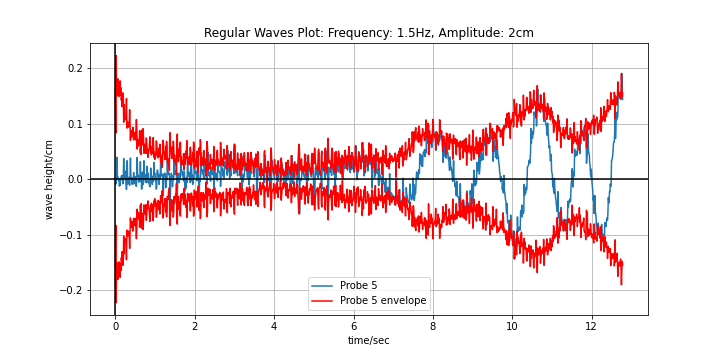 Regular Waves Plot: Frequency: 1.5Hz, Amplitude: 2cm
0.2
0.1
0.0
−0.1
−0.2
wave height/cm
Probe 5
Probe 5 envelope
0 2 4 6 8 10 12
time/sec